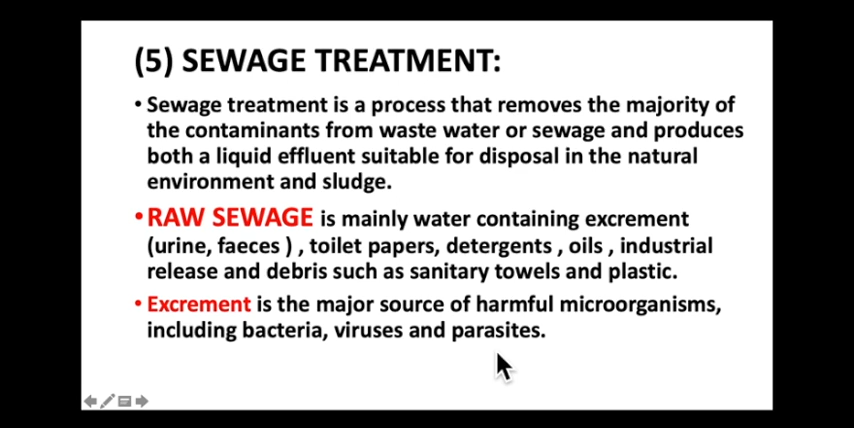 (5) SEWAGE TREATMENT:
• Sewage treatment is a process that removes the majority of
the contaminants from waste water or sewage and produces
both a liquid effluent suitable for disposal in the natural
environment and sludge.
• RAW SEWAGE is mainly water containing excrement
(urine, faeces ) , toilet papers, detergents , oils , industrial
release and debris such as sanitary towels and plastic.
• Excrement is the major source of harmful microorganisms,
including bacteria, viruses and parasites.